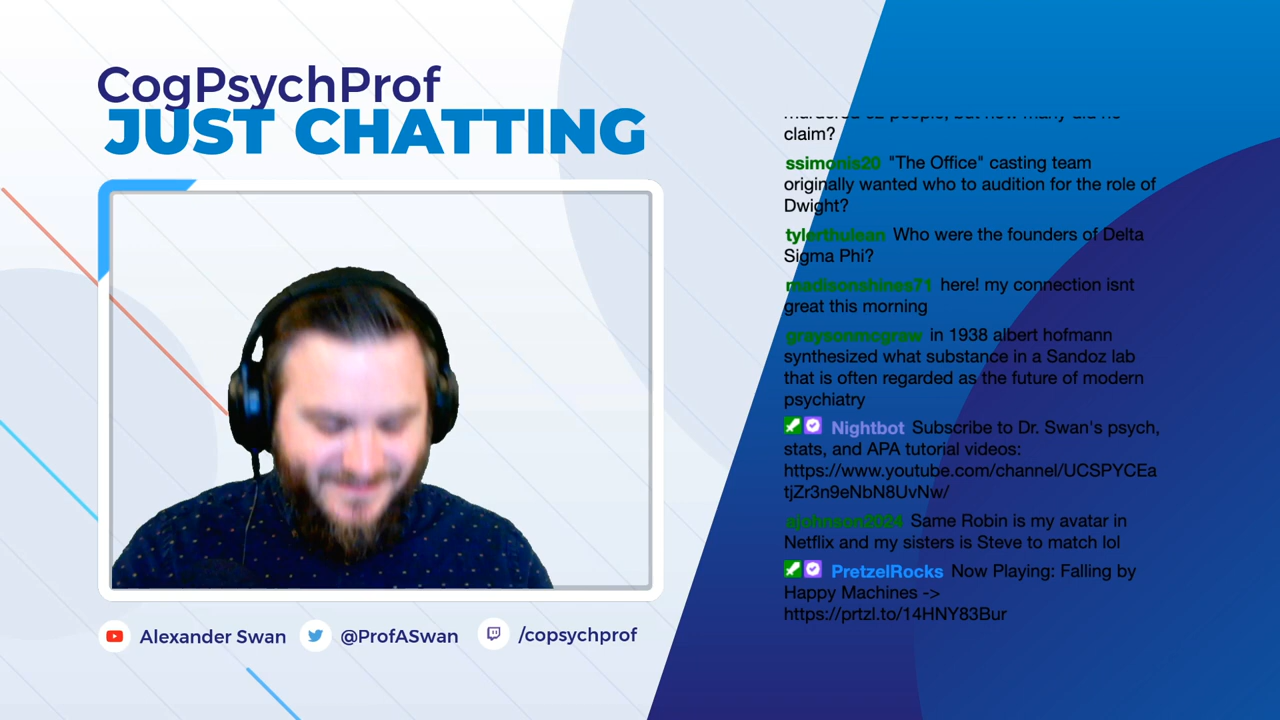 CogPsychProf
JUST CHATTING
claim?
ssimonis20 "The Office" casting team
originally wanted who to audition for the role of
Dwight?
tylerthulean Who were the founders of Delta
Sigma Phi?
madisonshines71 here! my connection isnt
great this morning
graysonmcgraw in 1938 albert hofmann
synthesized what substance in a Sandoz lab
that is often regarded as the future of modern
psychiatry
Nightbot Subscribe to Dr. Swan's psych,
stats, and APA tutorial videos:
https://www.youtube.com/channel/UCSPYCEa
tjZr3n9eNbN8UvNw/
ajohnson2024 Same Robin is my avatar in
Netflix and my sisters is Steve to match lol
PretzelRocks Now Playing: Falling by
Happy Machines ->
https://prtzl.to/14HNY83Bur
Alexander Swan
@ProfASwan
/copsychprof